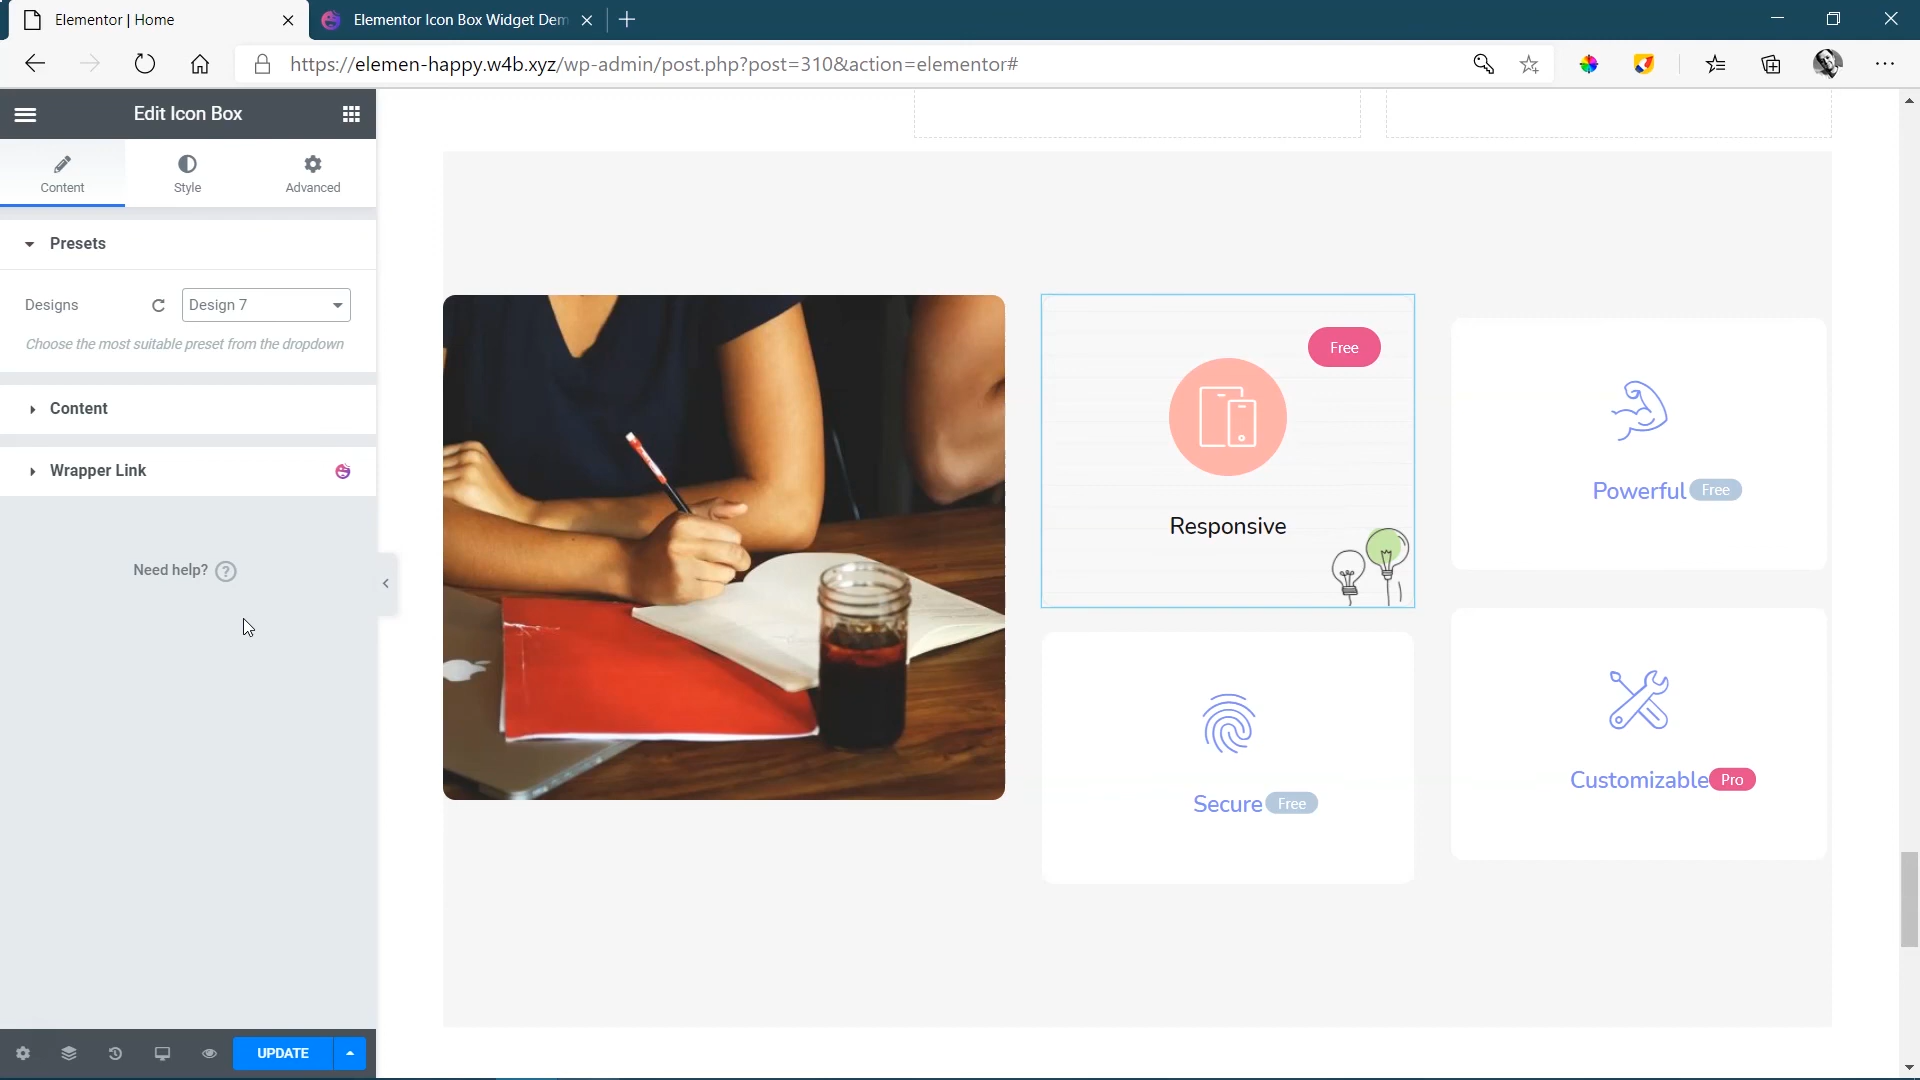 Elementor | Home
Elementor Icon Box Widget Dem
https://elemen-happy.w4b.xyz/wp-admin/post.php?post=310&action=elementor#
Edit Icon Box
Content
Style
Advanced
Presets
Designs
Design 7
Choose the most suitable preset from the dropdown
Content
Wrapper Link
Need help?
UPDATE
Free
Responsive
Powerful
Free
Secure
Free
Customizable
Pro